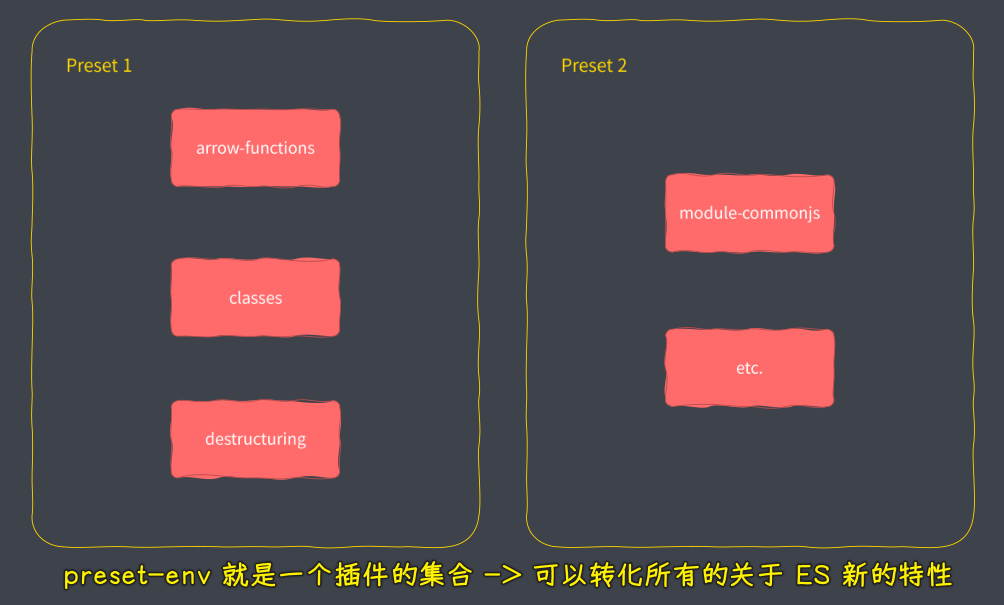 Preset 1
arrow-functions
classes
destructuring
Preset 2
module-commonjs
etc.
preset-env 就是一个插件的集合 -> 可以转化所有的关于 ES 新的特性